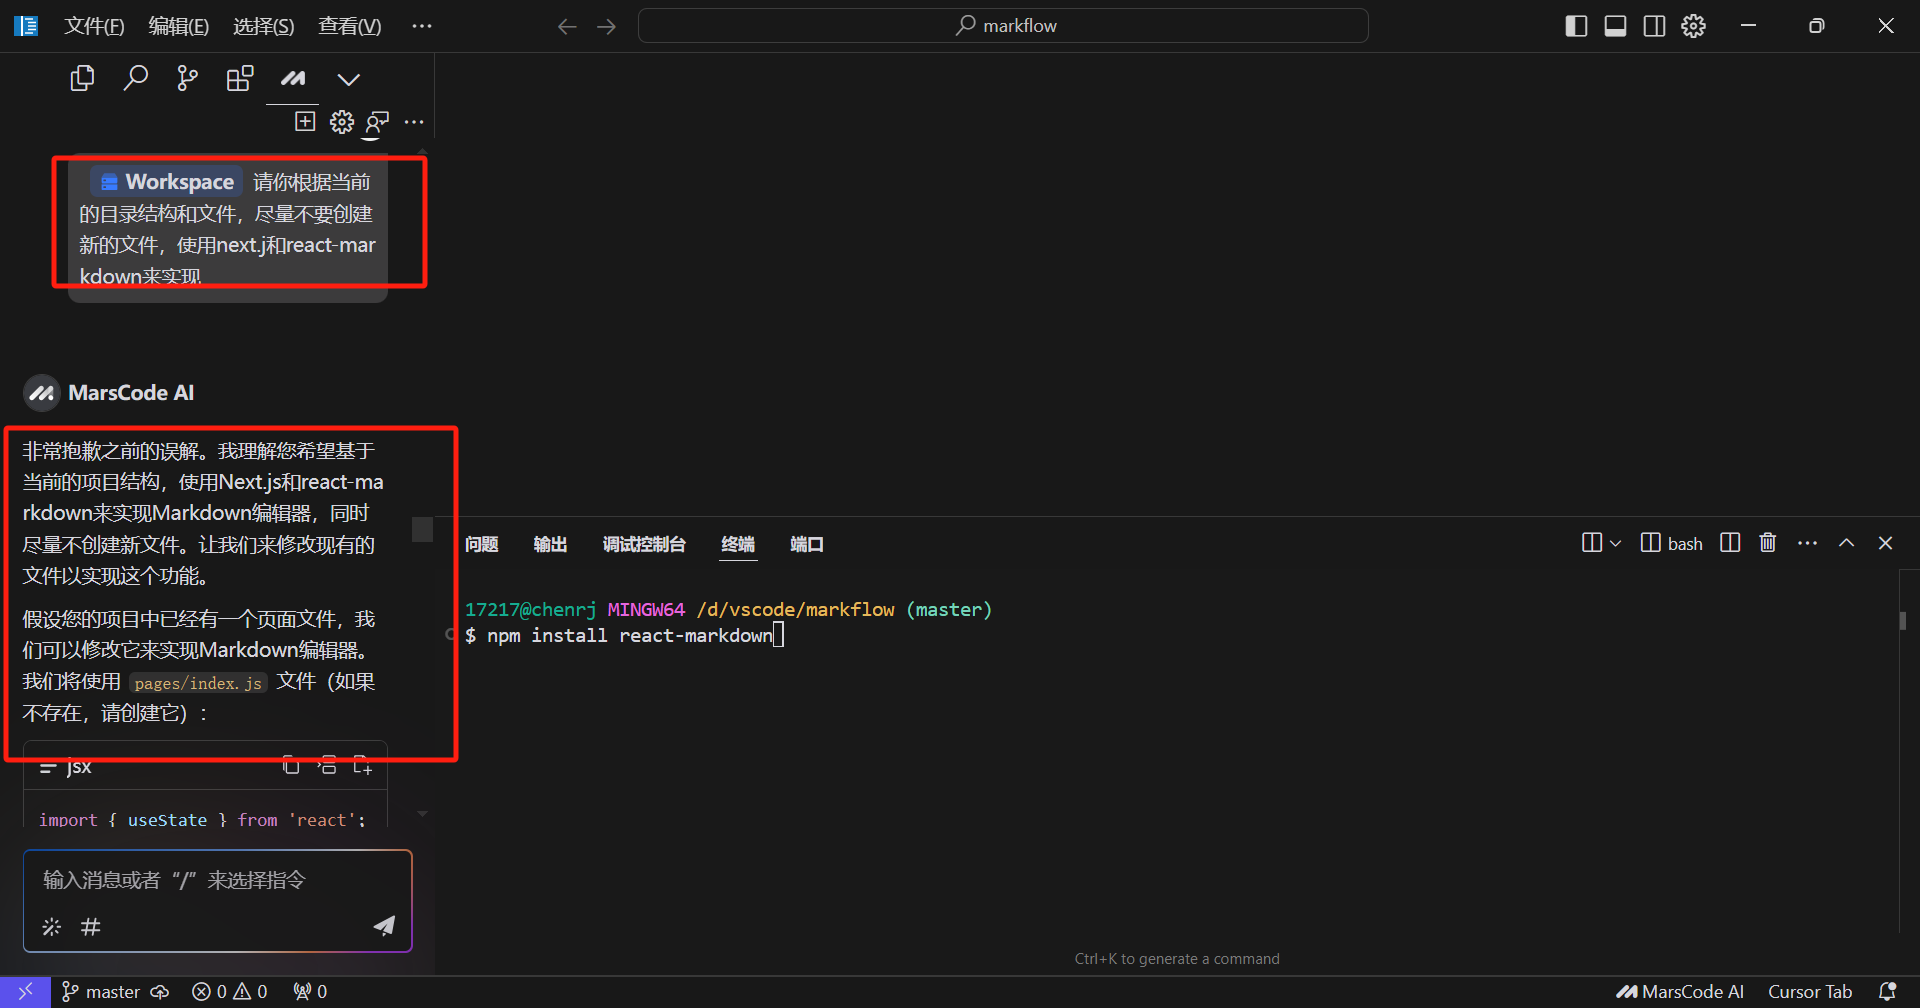 文件(F) 编辑(E) 选择(S) 查看(V) ··· markflow
Workspace 请你根据当前
的目录结构和文件，尽量不要创建
新的文件，使用next.j和react-mar
kdown来实现
MarsCode AI
非常抱歉之前的误解。我理解您希望基于
当前的项目结构，使用Next.js和react-ma
rkdown来实现Markdown编辑器，同时
尽量不创建新文件。让我们来修改现有的
文件以实现这个功能。
假设您的项目中已经有一个页面文件，我
们可以修改它来实现Markdown编辑器。
我们将使用 pages/index.js 文件（如果
不存在，请创建它）：
jsx
import { useState } from 'react';
输入消息或者“/”来选择指令
问题 输出 调试控制台 终端 端口 bash
17217@chenrj MINGW64 /d/vscode/markflow (master)
$ npm install react-markdown
Ctrl+K to generate a command
master 0 0 0 MarsCode AI Cursor Tab